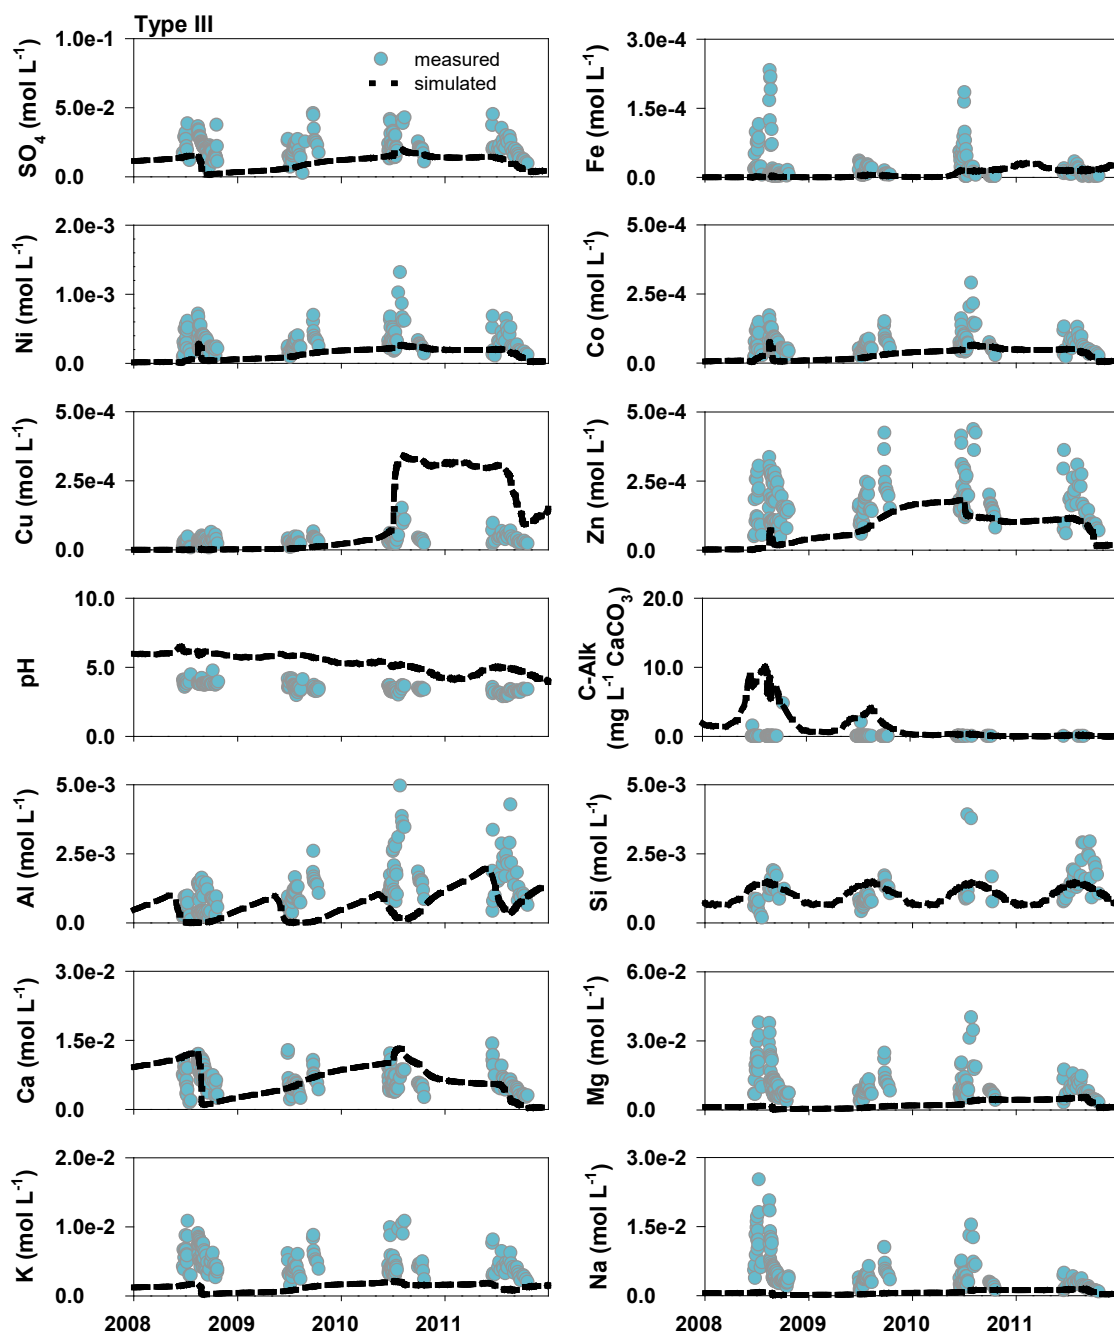 Type III
measured
simulated
SO₄ (mol L⁻¹)
1.0e-1
5.0e-2
0.0
Fe (mol L⁻¹)
3.0e-4
1.5e-4
0.0
Ni (mol L⁻¹)
2.0e-3
1.0e-3
0.0
Co (mol L⁻¹)
5.0e-4
2.5e-4
0.0
2008
2009
2010
2011
2008
2009
2010
2011
Cu (mol L⁻¹)
5.0e-4
2.5e-4
0.0
Zn (mol L⁻¹)
5.0e-4
2.5e-4
0.0
pH
10.0
5.0
0.0
C-Alk
(mg L⁻¹ CaCO₃)
20.0
10.0
0.0
Al (mol L⁻¹)
5.0e-3
2.5e-3
0.0
Si (mol L⁻¹)
5.0e-3
2.5e-3
0.0
Ca (mol L⁻¹)
3.0e-2
1.5e-2
0.0
Mg (mol L⁻¹)
6.0e-2
3.0e-2
0.0
K (mol L⁻¹)
2.0e-2
1.0e-2
0.0
Na (mol L⁻¹)
3.0e-2
1.5e-2
0.0